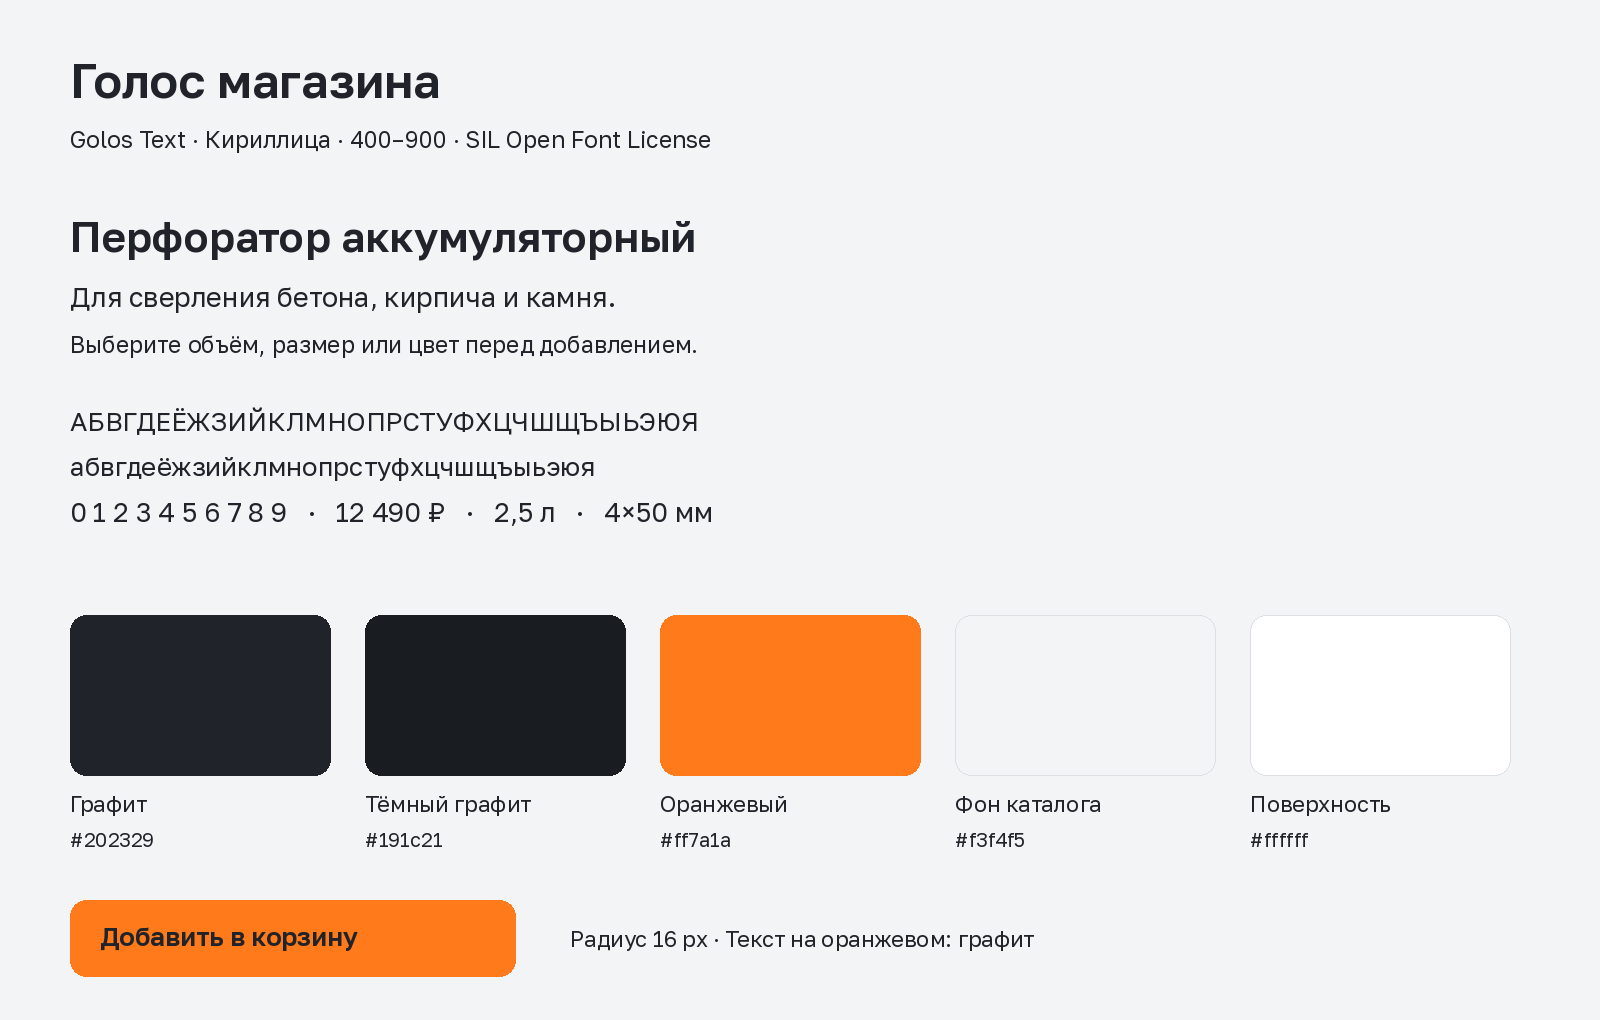 Голос магазина
Golos Text · Кириллица · 400–900 · SIL Open Font License
Перфоратор аккумуляторный
Для сверления бетона, кирпича и камня.
Выберите объём, размер или цвет перед добавлением.
АБВГДЕЁЖЗИЙКЛМНОПРСТУФХЦЧШЩЪЫЬЭЮЯ
абвгдеёжзийклмнопрстуфхцчшщъыьэюя
0 1 2 3 4 5 6 7 8 9 · 12 490 ₽ · 2,5 л · 4×50 мм
Графит Тёмный графит Оранжевый Фон каталога Поверхность
#202329 #191c21 #ff7a1a #f3f4f5 #ffffff
Добавить в корзину Радиус 16 px · Текст на оранжевом: графит